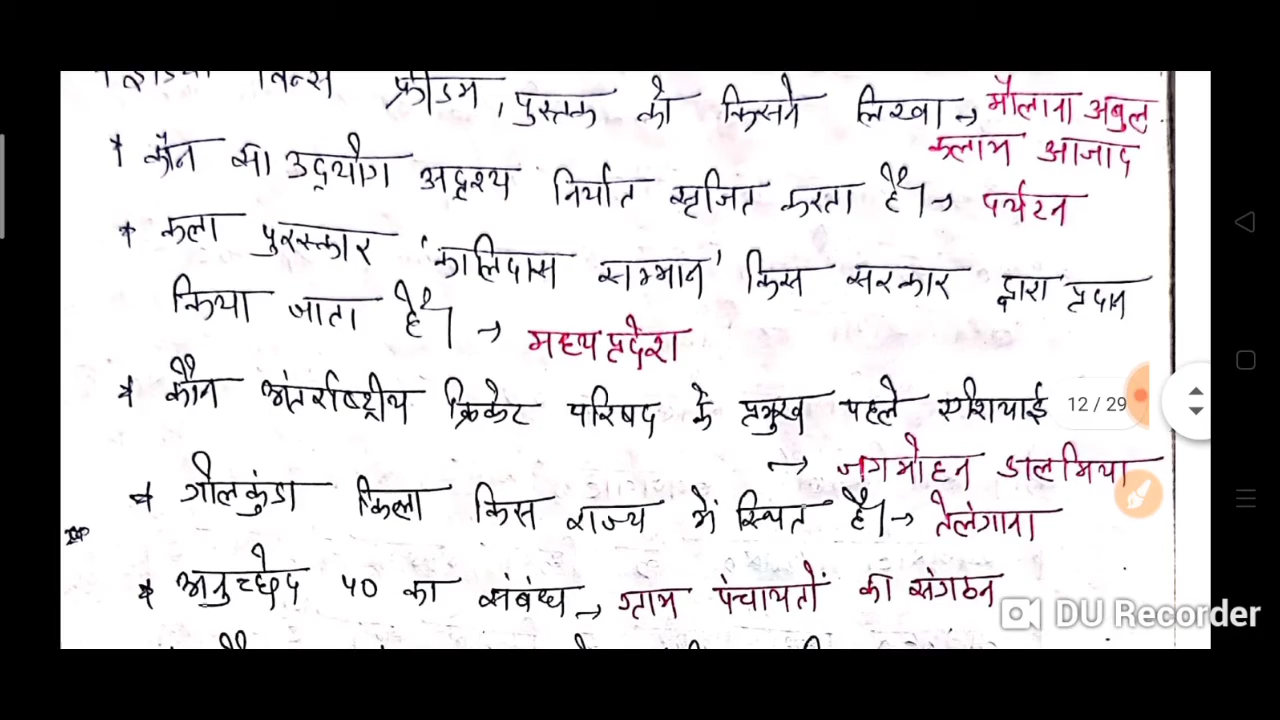 इंडिया विन्स फ्रीडम, पुस्तक को किसने लिखा → मौलाना अबुल
कलाम आजाद
* कौन सा उद्योग अदृश्य निर्यात सृजित करता है। → पर्यटन
* कला पुरस्कार 'कालिदास सम्मान' किस सरकार द्वारा प्रदान
किया जाता है। → मध्य प्रदेश
* कौन अंतर्राष्ट्रीय क्रिकेट परिषद के प्रमुख पहले एशियाई
→ जगमोहन डालमिया
12 / 29
* गोलकुंडा किला किस राज्य में स्थित है। → तेलंगाना
* अनुच्छेद 40 का संबंध → ग्राम पंचायतों का संगठन
DU Recorder